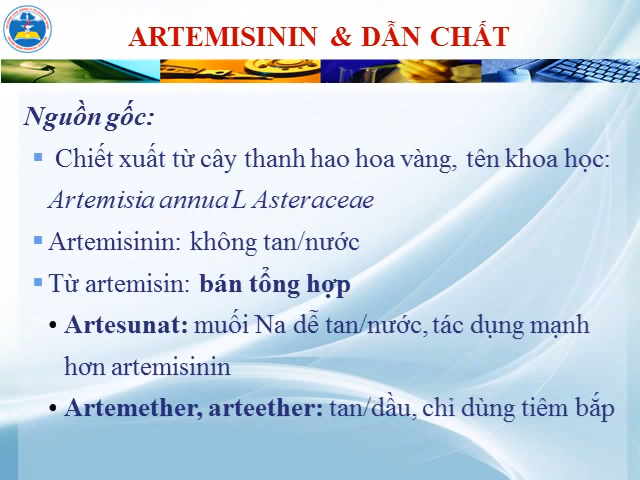 ARTEMISININ & DẪN CHẤT
Nguồn gốc:
▪ Chiết xuất từ cây thanh hao hoa vàng, tên khoa học:
Artemisia annua L Asteraceae
▪ Artemisinin: không tan/nước
▪ Từ artemisin: bán tổng hợp
• Artesunat: muối Na dễ tan/nước, tác dụng mạnh
hơn artemisinin
• Artemether, arteether: tan/dầu, chỉ dùng tiêm bắp